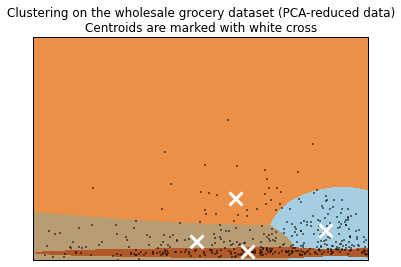 Clustering on the wholesale grocery dataset (PCA-reduced data)
Centroids are marked with white cross